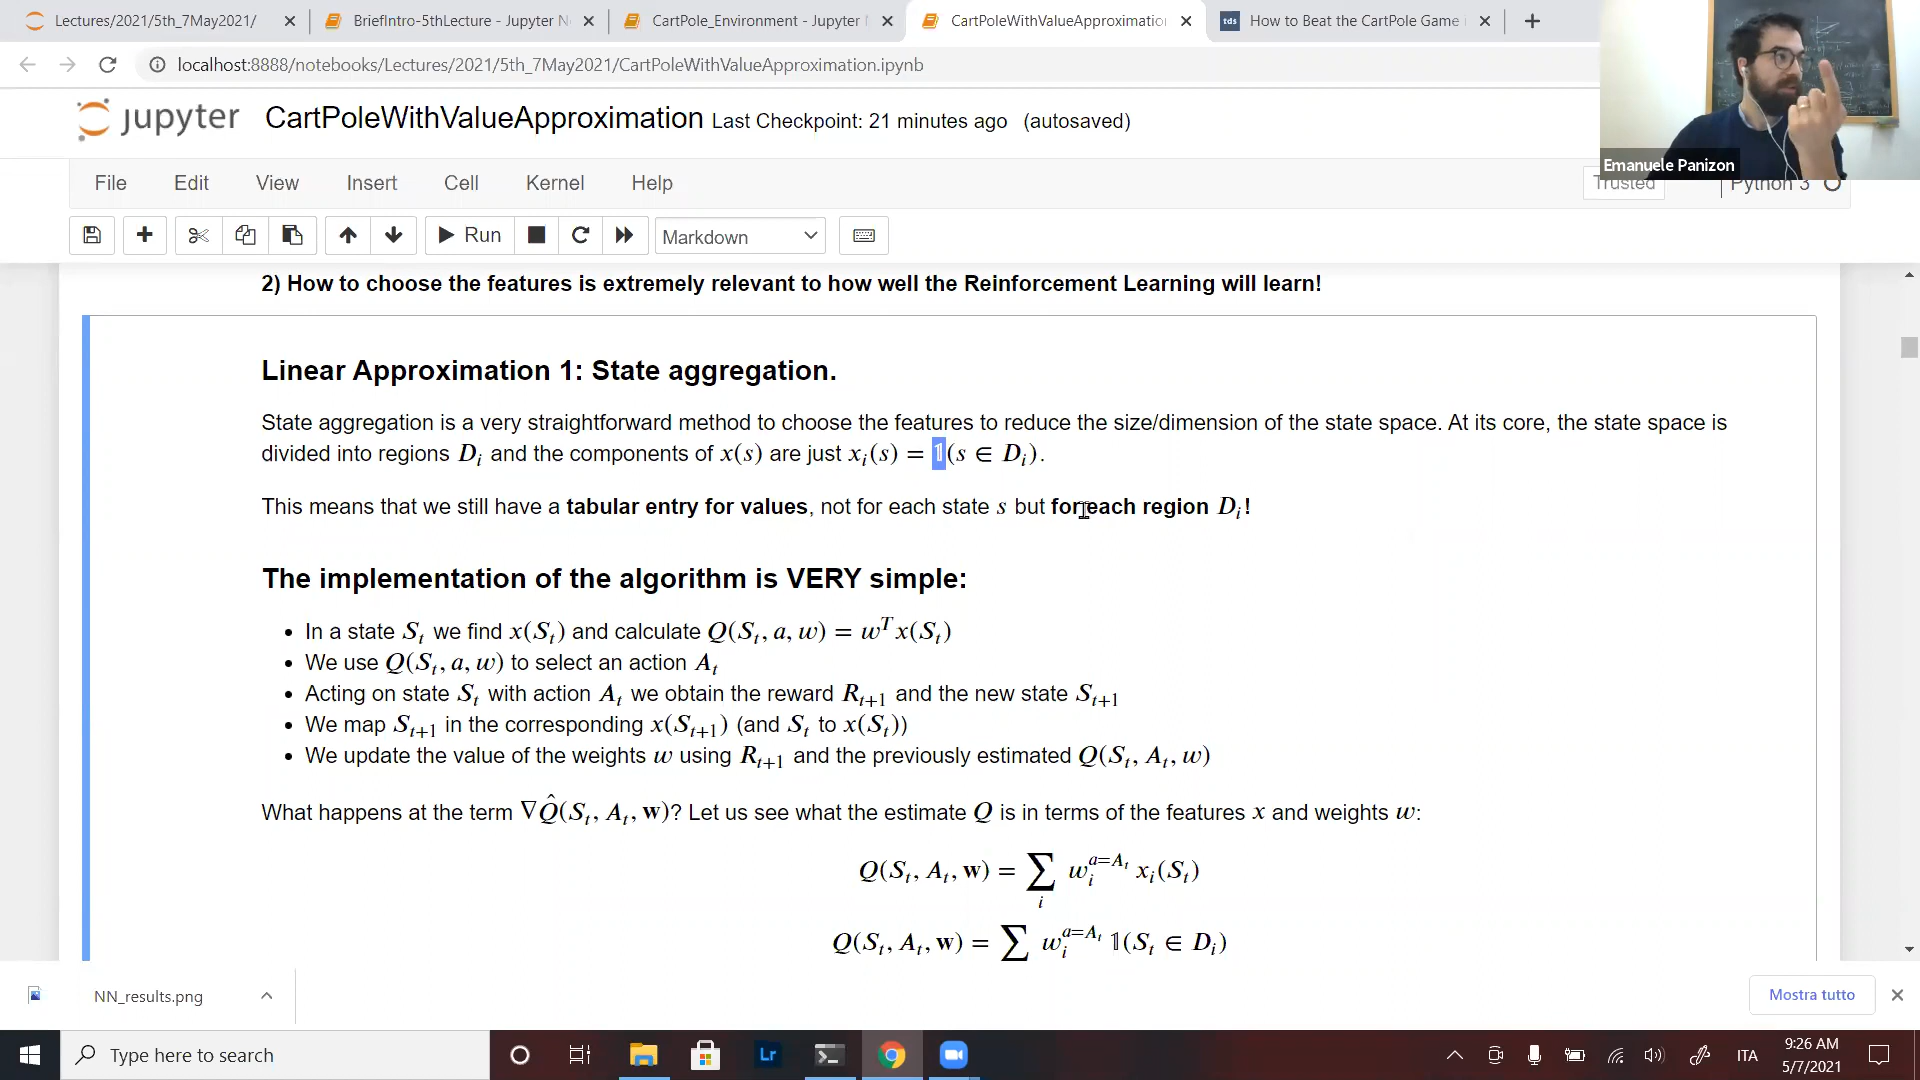 Lectures/2021/5th_7May2021/
BriefIntro-5thLecture - Jupyter N
CartPole_Environment - Jupyter
CartPoleWithValueApproximatio
tds How to Beat the CartPole Game i
localhost:8888/notebooks/Lectures/2021/5th_7May2021/CartPoleWithValueApproximation.ipynb
jupyter CartPoleWithValueApproximation Last Checkpoint: 21 minutes ago (autosaved)
Emanuele Panizon
File Edit View Insert Cell Kernel Help Trusted Python 3
Run Markdown
2) How to choose the features is extremely relevant to how well the Reinforcement Learning will learn!
Linear Approximation 1: State aggregation.
State aggregation is a very straightforward method to choose the features to reduce the size/dimension of the state space. At its core, the state space is
divided into regions D_i and the components of x(s) are just x_i(s) = 𝟙(s ∈ D_i).
This means that we still have a tabular entry for values, not for each state s but for each region D_i!
The implementation of the algorithm is VERY simple:
• In a state S_t we find x(S_t) and calculate Q(S_t, a, w) = w^T x(S_t)
• We use Q(S_t, a, w) to select an action A_t
• Acting on state S_t with action A_t we obtain the reward R_{t+1} and the new state S_{t+1}
• We map S_{t+1} in the corresponding x(S_{t+1}) (and S_t to x(S_t))
• We update the value of the weights w using R_{t+1} and the previously estimated Q(S_t, A_t, w)
What happens at the term ∇Q̂(S_t, A_t, w)? Let us see what the estimate Q is in terms of the features x and weights w:
Q(S_t, A_t, w) = ∑_i w_i^{a=A_t} x_i(S_t)
Q(S_t, A_t, w) = ∑ w_i^{a=A_t} 𝟙(S_t ∈ D_i)
NN_results.png
Mostra tutto
Type here to search
Lr
ITA
9:26 AM
5/7/2021